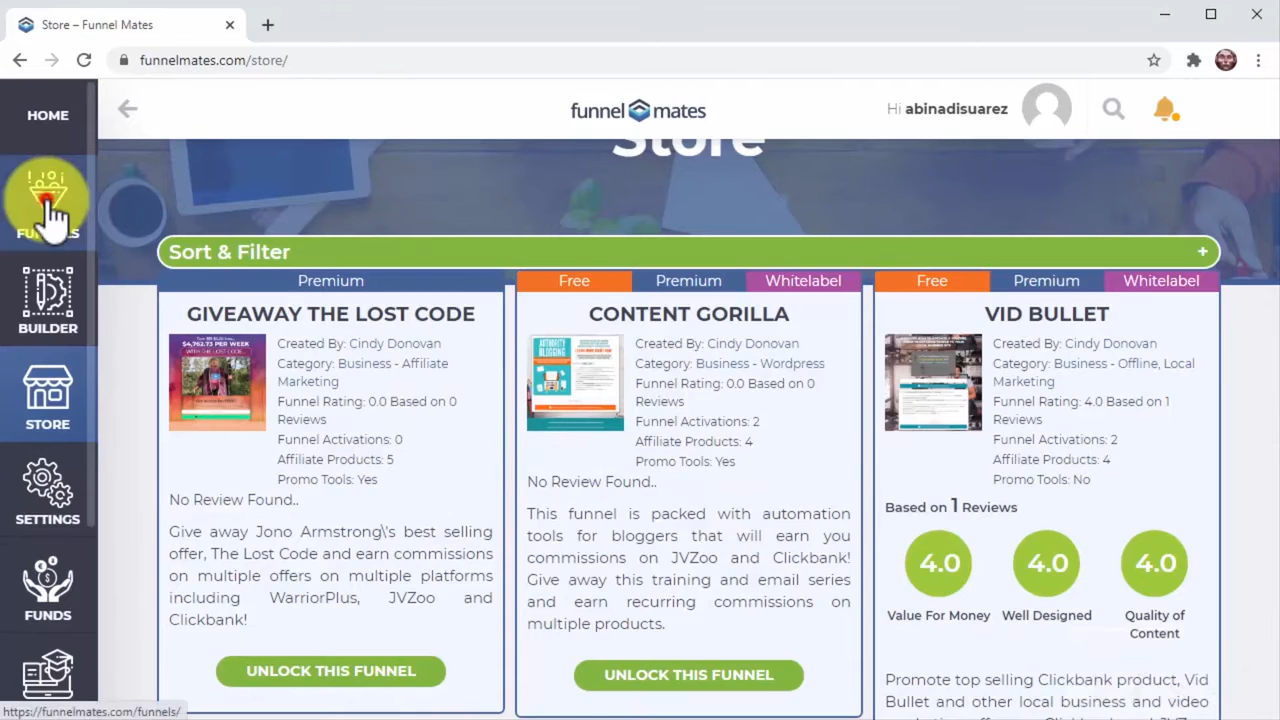 Store – Funnel Mates
funnelmates.com/store/
HOME
FUNNELS
BUILDER
STORE
SETTINGS
FUNDS
funnel mates
Hi abinadisuarez
Store
Sort & Filter +
Premium
GIVEAWAY THE LOST CODE
$4,762.73 PER WEEK
WITH THE LOST CODE
Created By: Cindy Donovan
Category: Business - Affiliate
Marketing
Funnel Rating: 0.0 Based on 0
Reviews
Funnel Activations: 0
Affiliate Products: 5
Promo Tools: Yes
No Review Found..
Give away Jono Armstrong\'s best selling
offer, The Lost Code and earn commissions
on multiple offers on multiple platforms
including WarriorPlus, JVZoo and
Clickbank!
UNLOCK THIS FUNNEL
Free Premium Whitelabel
CONTENT GORILLA
Created By: Cindy Donovan
Category: Business - Wordpress
Funnel Rating: 0.0 Based on 0
Reviews
Funnel Activations: 2
Affiliate Products: 4
Promo Tools: Yes
No Review Found..
This funnel is packed with automation
tools for bloggers that will earn you
commissions on JVZoo and Clickbank!
Give away this training and email series
and earn recurring commissions on
multiple products.
UNLOCK THIS FUNNEL
Free Premium Whitelabel
VID BULLET
Created By: Cindy Donovan
Category: Business - Offline, Local
Marketing
Funnel Rating: 4.0 Based on 1
Reviews
Funnel Activations: 2
Affiliate Products: 4
Promo Tools: No
Based on 1 Reviews
4.0 4.0 4.0
Value For Money Well Designed Quality of
Content
Promote top selling Clickbank product, Vid
Bullet and other local business and video
https://funnelmates.com/funnels/